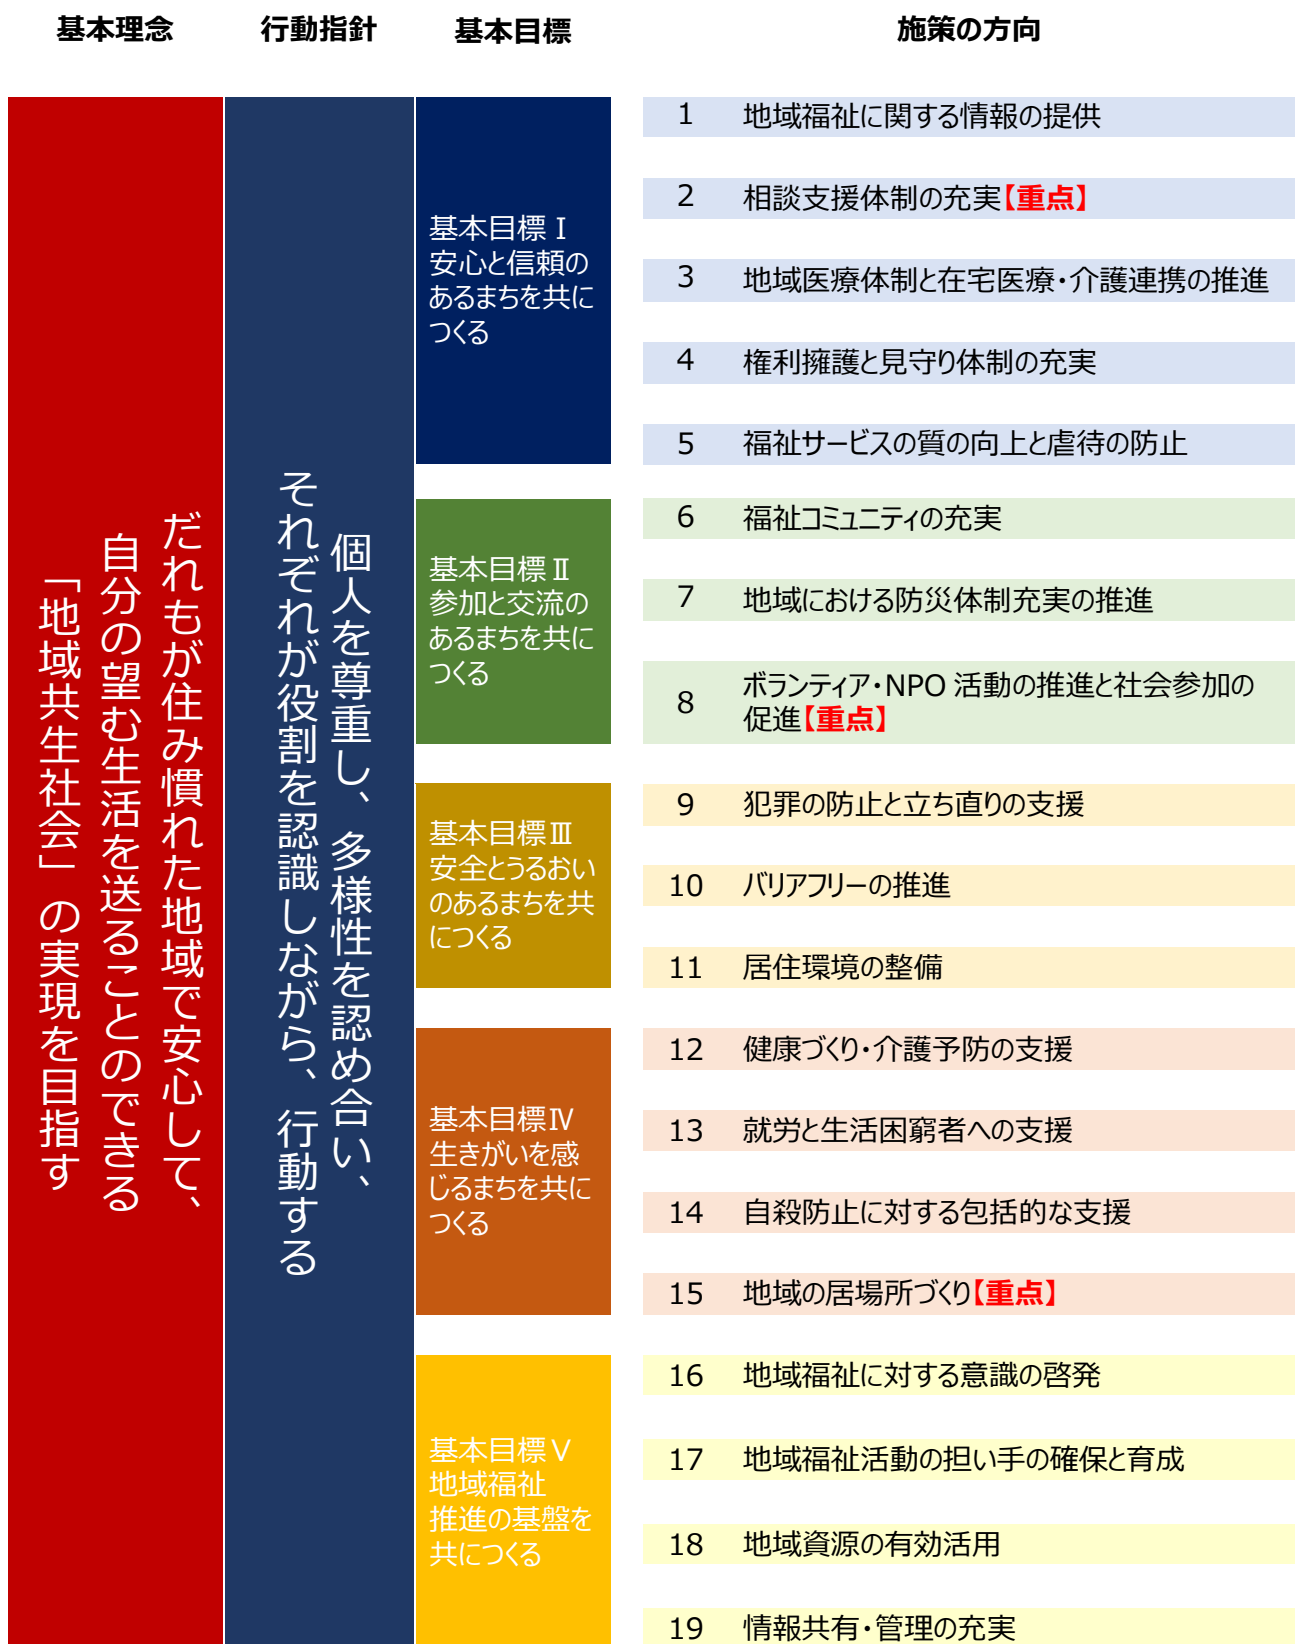 基本理念
行動指針
基本目標
施策の方向
だれもが住み慣れた地域で安心して、
自分の望む生活を送ることのできる
「地域共生社会」の実現を目指す
個人を尊重し、多様性を認め合い、
それぞれが役割を認識しながら、行動する
基本目標Ⅰ
安心と信頼の
あるまちを共に
つくる
1 地域福祉に関する情報の提供
2 相談支援体制の充実【重点】
3 地域医療体制と在宅医療・介護連携の推進
4 権利擁護と見守り体制の充実
5 福祉サービスの質の向上と虐待の防止
基本目標Ⅱ
参加と交流の
あるまちを共に
つくる
6 福祉コミュニティの充実
7 地域における防災体制充実の推進
8 ボランティア・NPO 活動の推進と社会参加の
促進【重点】
基本目標Ⅲ
安全とうるおい
のあるまちを共
につくる
9 犯罪の防止と立ち直りの支援
10 バリアフリーの推進
11 居住環境の整備
基本目標Ⅳ
生きがいを感
じるまちを共に
つくる
12 健康づくり・介護予防の支援
13 就労と生活困窮者への支援
14 自殺防止に対する包括的な支援
15 地域の居場所づくり【重点】
基本目標Ⅴ
地域福祉
推進の基盤を
共につくる
16 地域福祉に対する意識の啓発
17 地域福祉活動の担い手の確保と育成
18 地域資源の有効活用
19 情報共有・管理の充実